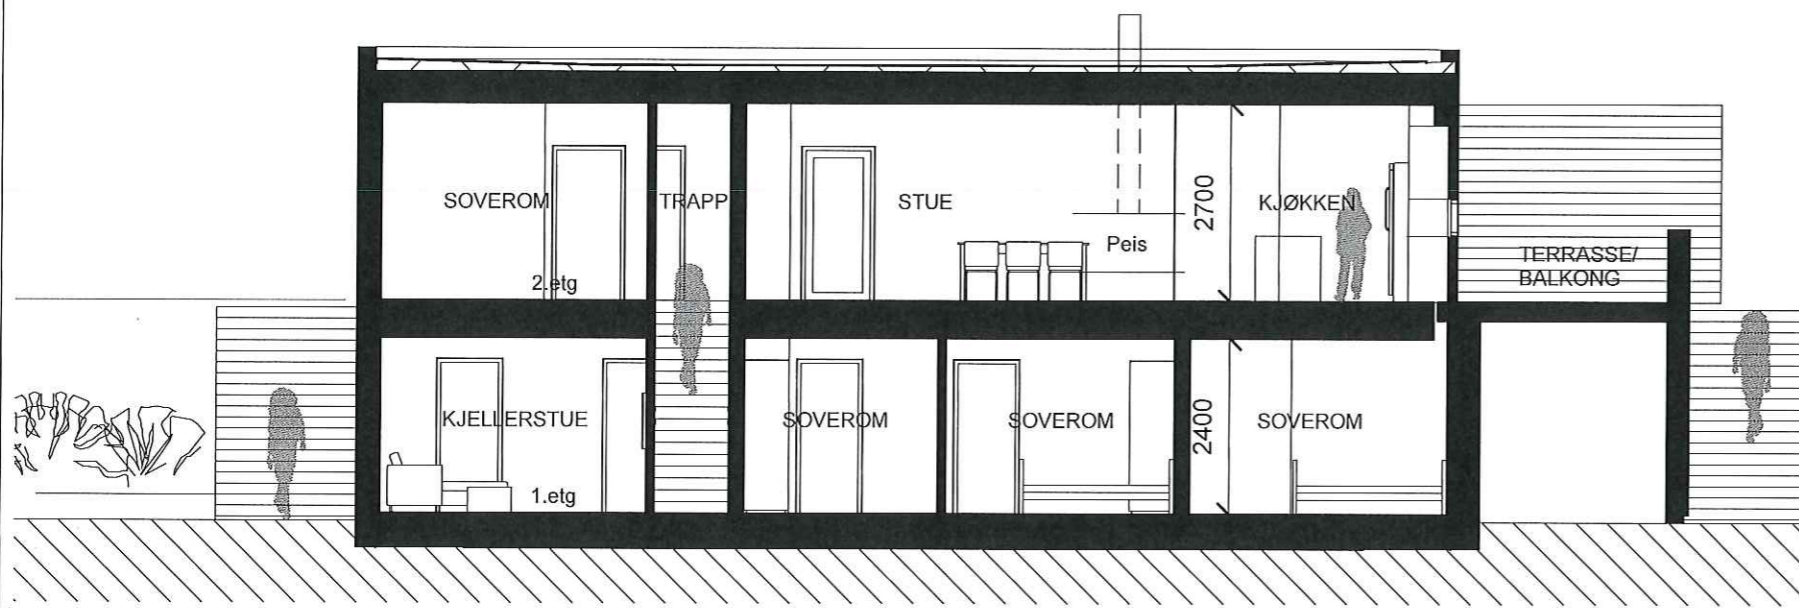 SOVEROM
TRAPP
STUE
2700
KJØKKEN
Peis
TERRASSE/
BALKONG
2.etg
KJELLERSTUE
SOVEROM
SOVEROM
2400
SOVEROM
1.etg